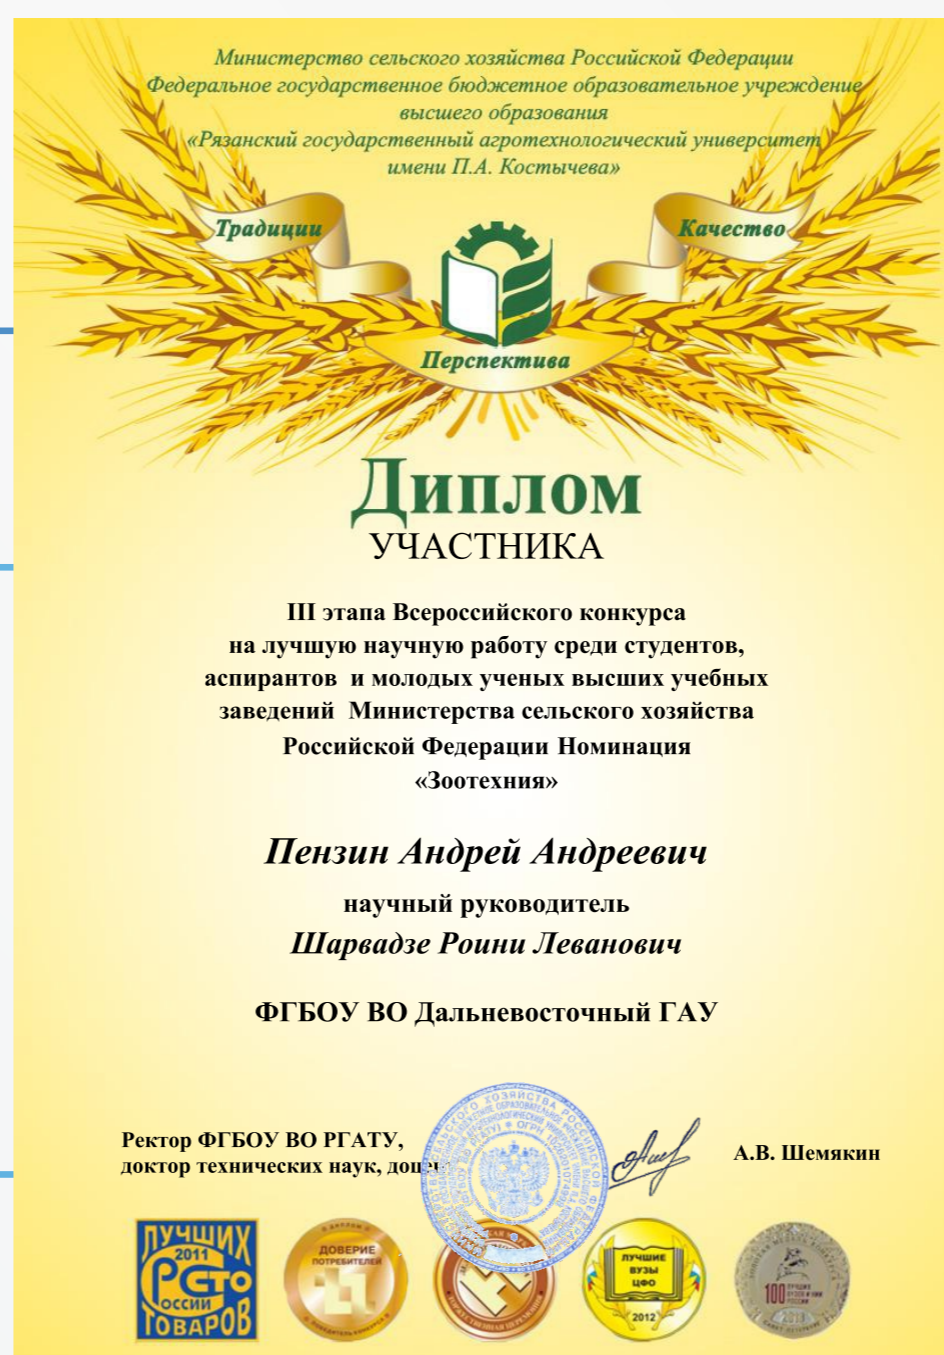 Министерство сельского хозяйства Российской Федерации
Федеральное государственное бюджетное образовательное учреждение
высшего образования
«Рязанский государственный агротехнологический университет
имени П.А. Костычева»
Традиции
Качество
Перспектива
Диплом
УЧАСТНИКА
III этапа Всероссийского конкурса
на лучшую научную работу среди студентов,
аспирантов и молодых ученых высших учебных
заведений Министерства сельского хозяйства
Российской Федерации Номинация
«Зоотехния»
Пензин Андрей Андреевич
научный руководитель
Шарвадзе Роини Леванович
ФГБОУ ВО Дальневосточный ГАУ
Ректор ФГБОУ ВО РГАТУ,
доктор технических наук,
А.В. Шемякин
ЛУЧШИХ
2011
СТО
РОССИИ
ТОВАРОВ
ДОВЕРИЕ
ПОТРЕБИТЕЛЕЙ
ЛУЧШИЕ
ВУЗЫ
ЦФО
2012
100 ЛУЧШИХ
ВУЗОВ И НИИ
РОССИИ